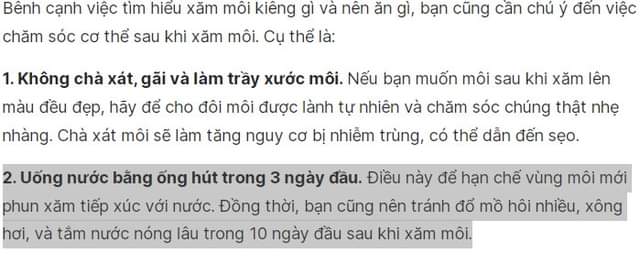 Bênh cạnh việc tìm hiểu xăm môi kiêng gì và nên ăn gì, bạn cũng cần chú ý đến việc
chăm sóc cơ thể sau khi xăm môi. Cụ thể là:
1. Không chà xát, gãi và làm trầy xước môi. Nếu bạn muốn môi sau khi xăm lên
màu đều đẹp, hãy để cho đôi môi được lành tự nhiên và chăm sóc chúng thật nhẹ
nhàng. Chà xát môi sẽ làm tăng nguy cơ bị nhiễm trùng, có thể dẫn đến sẹo.
2. Uống nước bằng ống hút trong 3 ngày đầu. Điều này để hạn chế vùng môi mới
phun xăm tiếp xúc với nước. Đồng thời, bạn cũng nên tránh đổ mồ hôi nhiều, xông
hơi, và tắm nước nóng lâu trong 10 ngày đầu sau khi xăm môi.